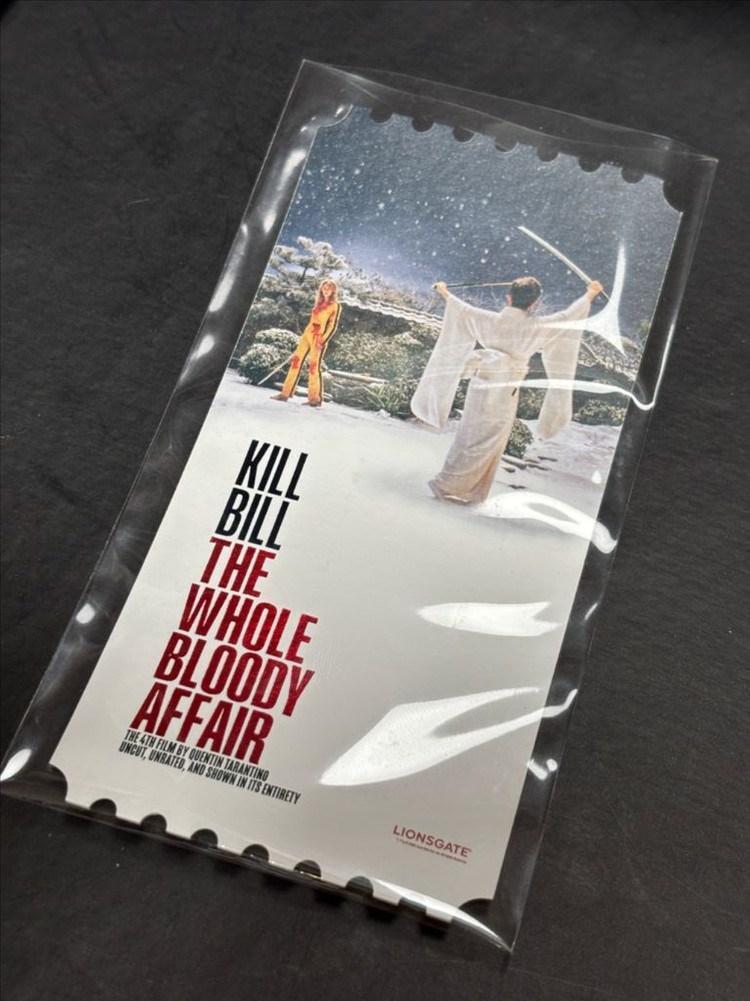 KILL
BILL
THE
WHOLE
BLOODY
AFFAIR
THE 4TH FILM BY QUENTIN TARANTINO
UNCUT, UNRATED, AND SHOWN IN ITS ENTIRETY
LIONSGATE